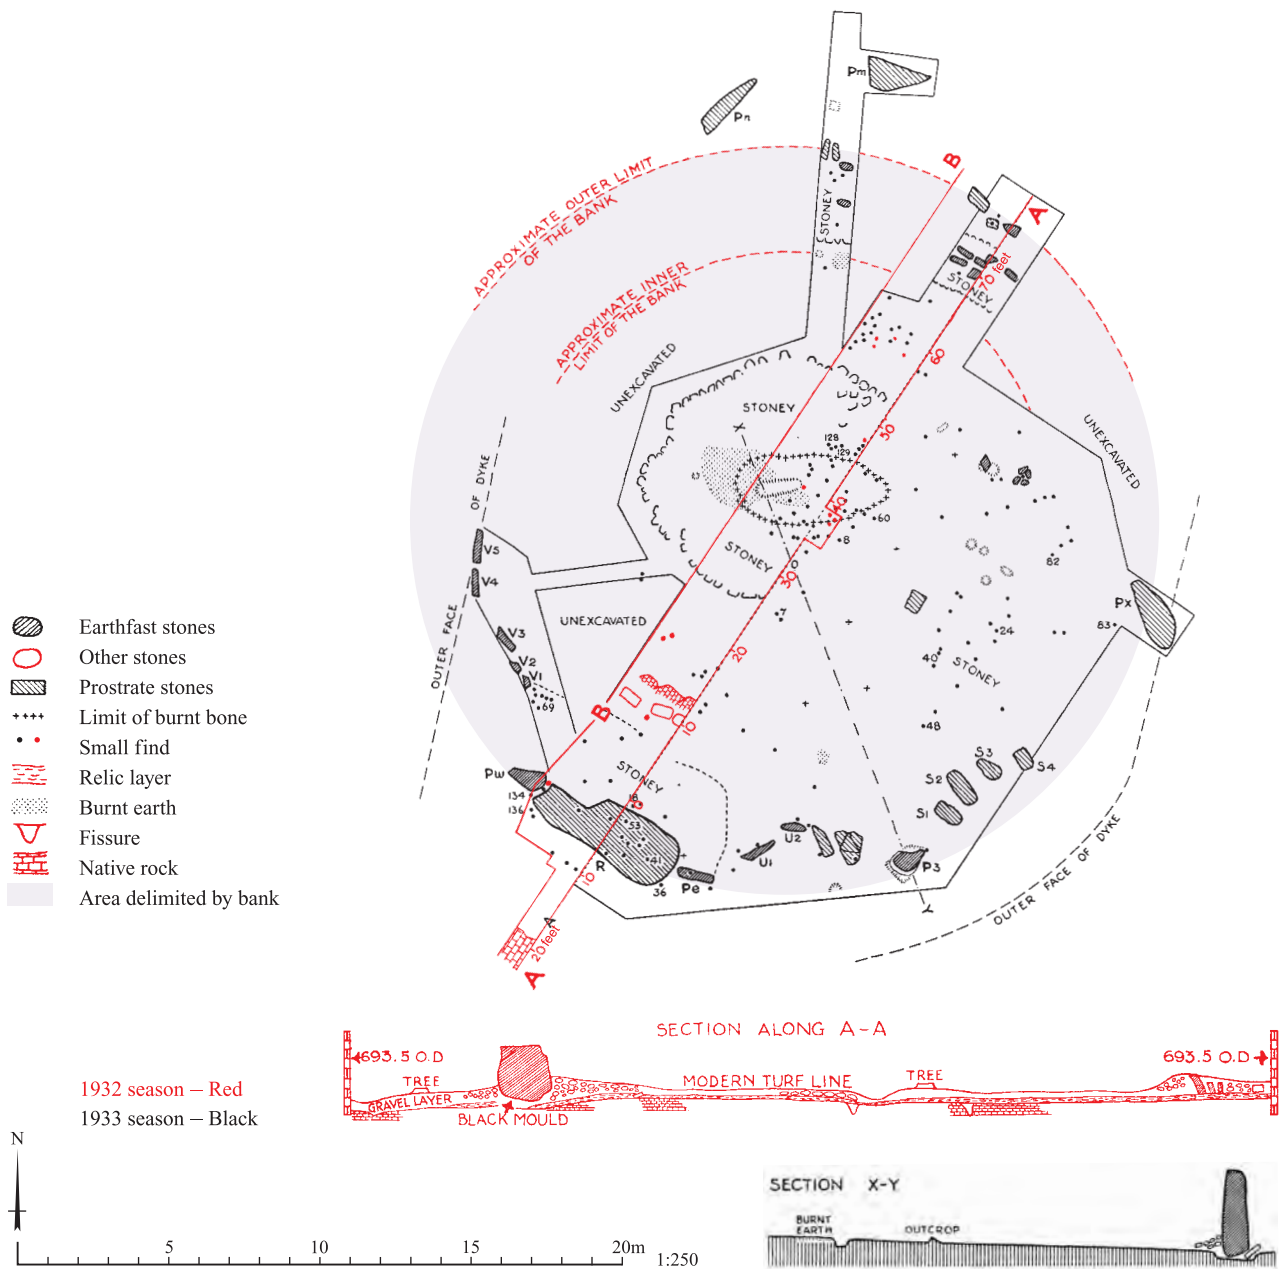 Pm
Pn
B
A
APPROXIMATE OUTER LIMIT
OF THE BANK
STONEY
APPROXIMATE INNER
LIMIT OF THE BANK
70 feet
STONEY
60
UNEXCAVATED
STONEY
50
UNEXCAVATED
X
128
129
OF DYKE
40
60
8
V5
STONEY
O
82
V4
30
Px
83
7
UNEXCAVATED
V3
24
OUTER FACE
V2
20
40
STONEY
V1
69
B
10
48
S3
S4
Pw
STONEY
S2
134
18
0
136
53
S1
U2
41
U1
P3
R
10
36
Pe
Y
A
OUTER FACE OF DYKE
20 feet
A
Earthfast stones
Other stones
Prostrate stones
Limit of burnt bone
Small find
Relic layer
Burnt earth
Fissure
Native rock
Area delimited by bank
SECTION ALONG A-A
693.5 O.D
693.5 O.D
TREE
MODERN TURF LINE
TREE
GRAVEL LAYER
BLACK MOULD
1932 season – Red
1933 season – Black
N
SECTION X-Y
BURNT
EARTH
OUTCROP
5 10 15 20m
1:250